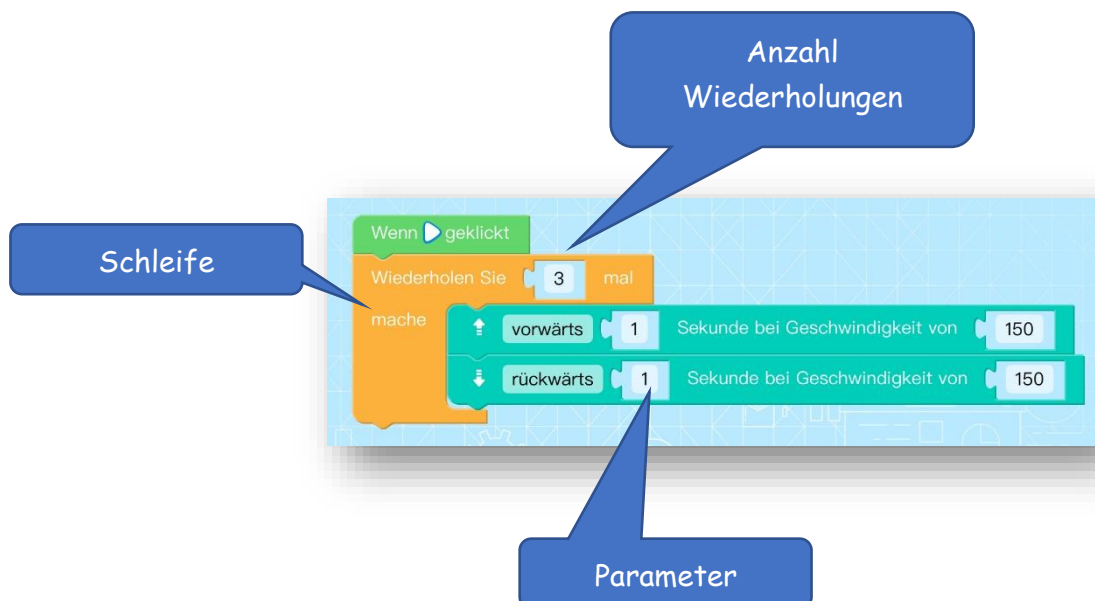 Anzahl
Wiederholungen
Schleife
Wenn geklickt
Wiederholen Sie 3 mal
mache
vorwärts 1 Sekunde bei Geschwindigkeit von 150
rückwärts 1 Sekunde bei Geschwindigkeit von 150
Parameter